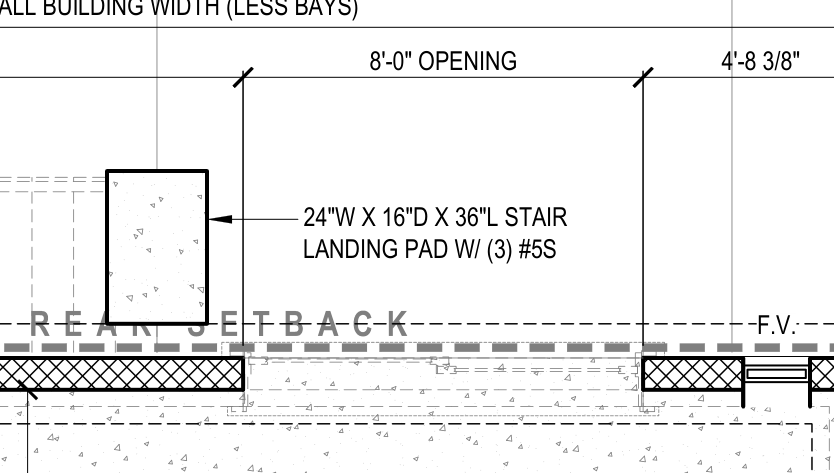 ALL BUILDING WIDTH (LESS BAYS)
8'-0" OPENING
4'-8 3/8"
24"W X 16"D X 36"L STAIR
LANDING PAD W/ (3) #5S
REAR SETBACK
F.V.